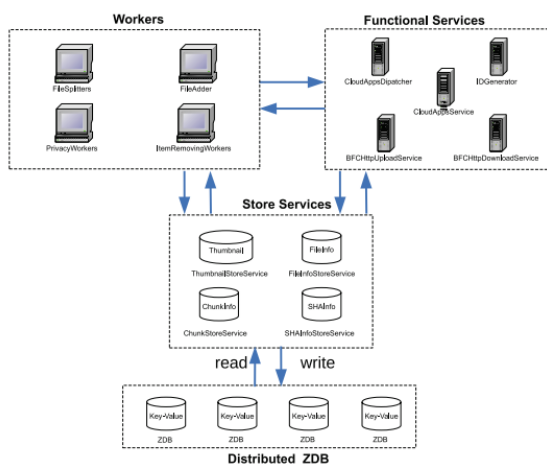 Workers
Functional Services
FileSplitters
FileAdder
PrivacyWorkers
ItemRemovingWorkers
CloudAppsDipatcher
IDGenerator
CloudAppsService
BFCHttpUploadService
BFCHttpDownloadService
Store Services
Thumbnail
ThumbnailStoreService
FileInfo
FileInfoStoreService
ChunkInfo
ChunkStoreService
SHAInfo
SHAInfoStoreService
read
write
Key-Value
Key-Value
Key-Value
Key-Value
ZDB
ZDB
ZDB
ZDB
Distributed ZDB